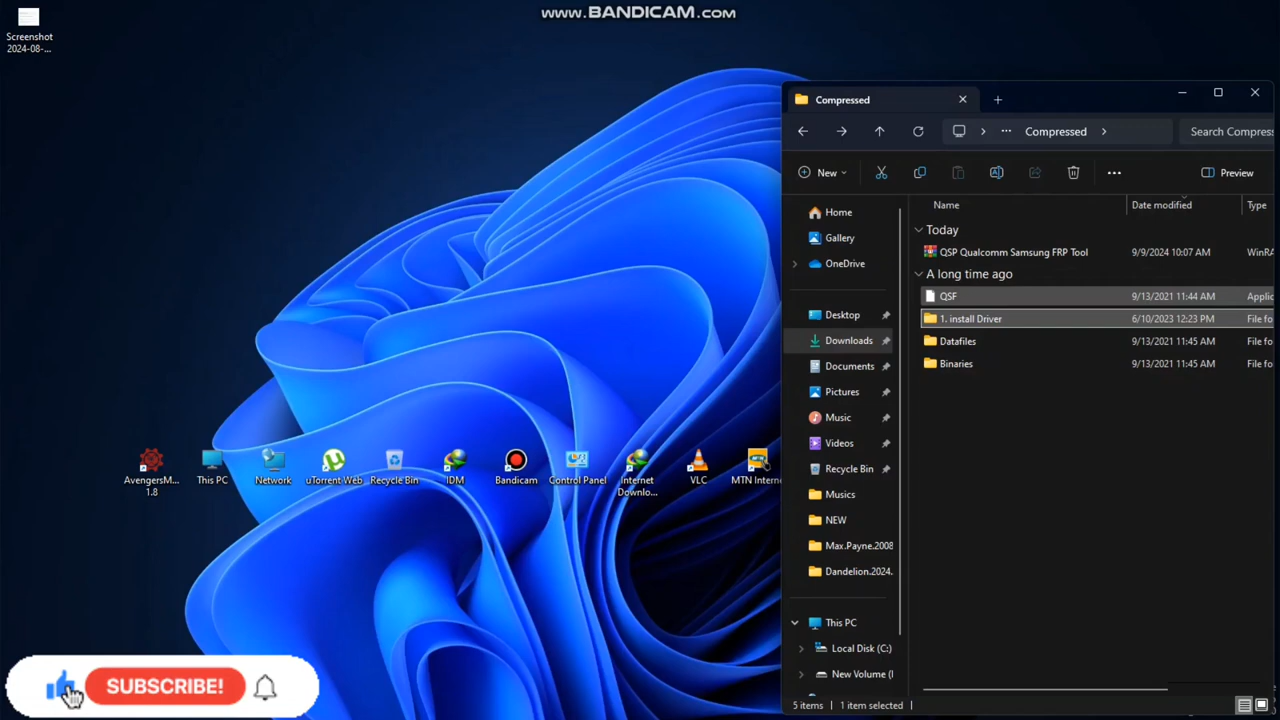 www.BANDICAM.com
Screenshot
2024-08-...
Compressed
Compressed
Search Compress
New
Preview
Name
Date modified
Type
Home
Gallery
OneDrive
Desktop
Downloads
Documents
Pictures
Music
Videos
Recycle Bin
Musics
NEW
Max.Payne.2008
Dandelion.2024.
This PC
Local Disk (C:)
New Volume (
Today
QSP Qualcomm Samsung FRP Tool
9/9/2024 10:07 AM
WinRA
A long time ago
QSF
9/13/2021 11:44 AM
Applic
1. install Driver
6/10/2023 12:23 PM
File fo
Datafiles
9/13/2021 11:45 AM
File fo
Binaries
9/13/2021 11:45 AM
File fo
AvengersM...
1.8
This PC
Network
uTorrent Web
Recycle Bin
IDM
Bandicam
Control Panel
Internet
Downlo...
VLC
MTN Intern
SUBSCRIBE!
5 items
1 item selected